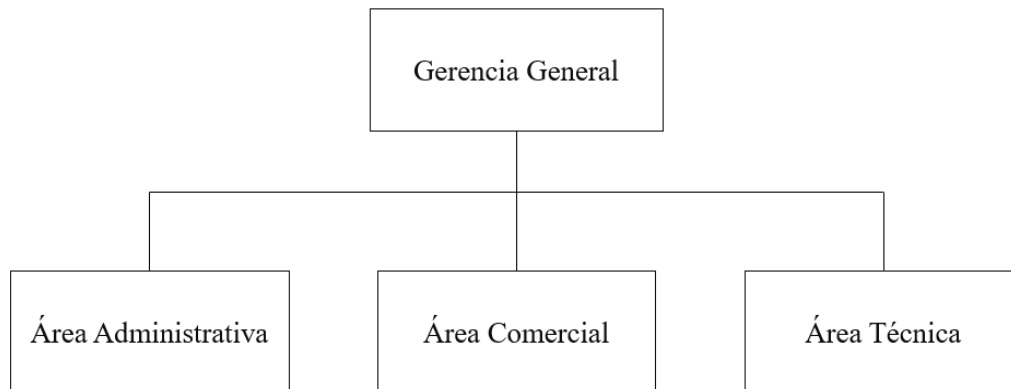 Gerencia General
Área Administrativa
Área Comercial
Área Técnica